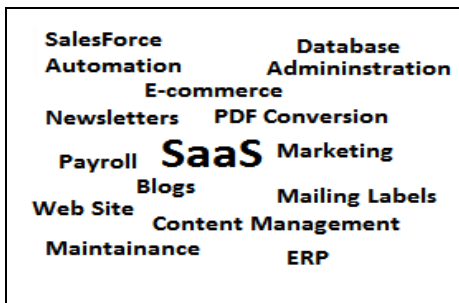 SalesForce
Automation
Database
Admininstration
E-commerce
Newsletters
PDF Conversion
Payroll
SaaS
Marketing
Blogs
Mailing Labels
Web Site
Content Management
Maintainance
ERP